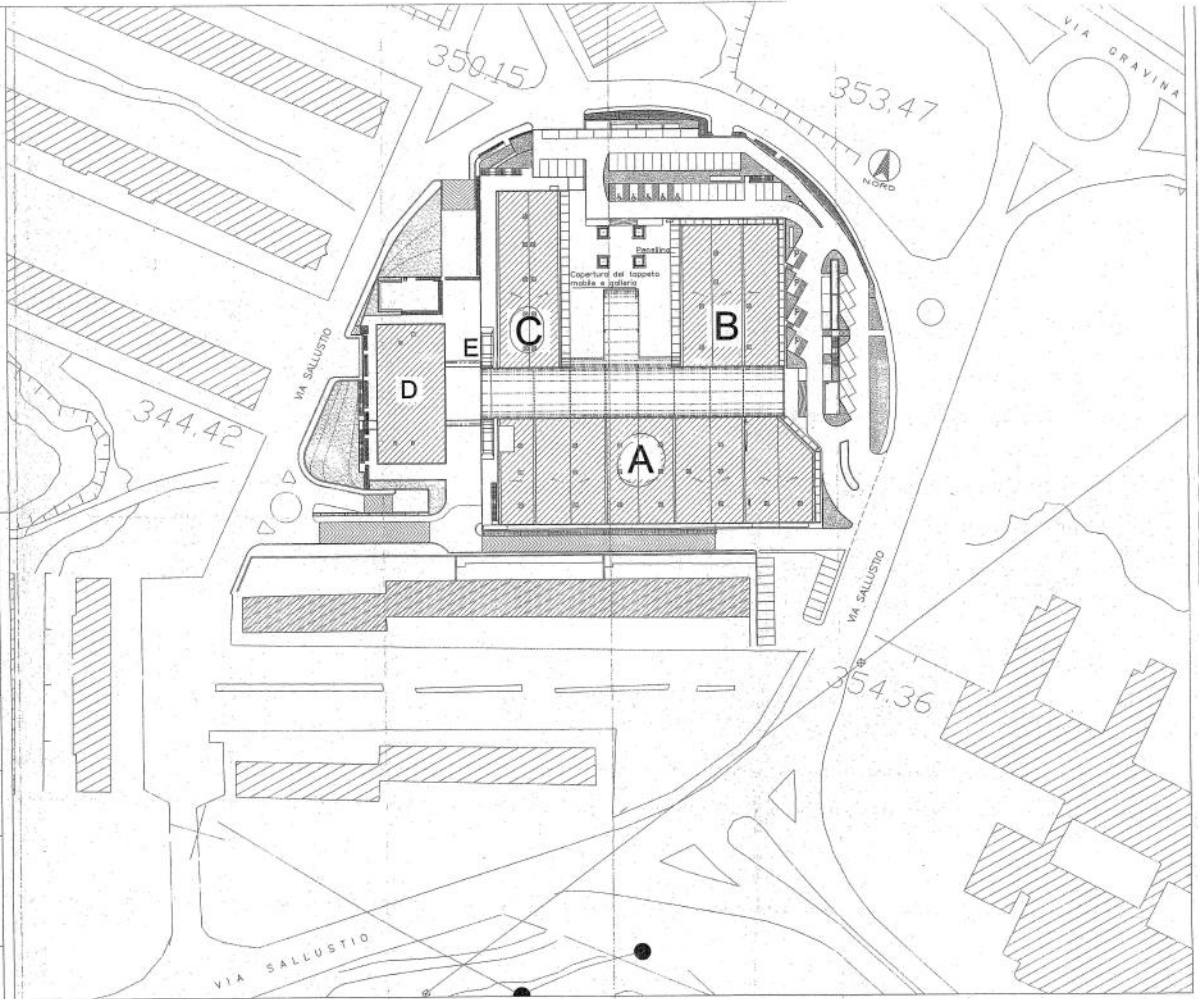 VIA GRAVINA
350.15
353.47
NORD
Pensilina
Copertura del tappeto
mobile e galleria
C
B
E
VIA SALLUSTIO
D
344.42
A
VIA SALLUSTIO
354.36
VIA SALLUSTIO